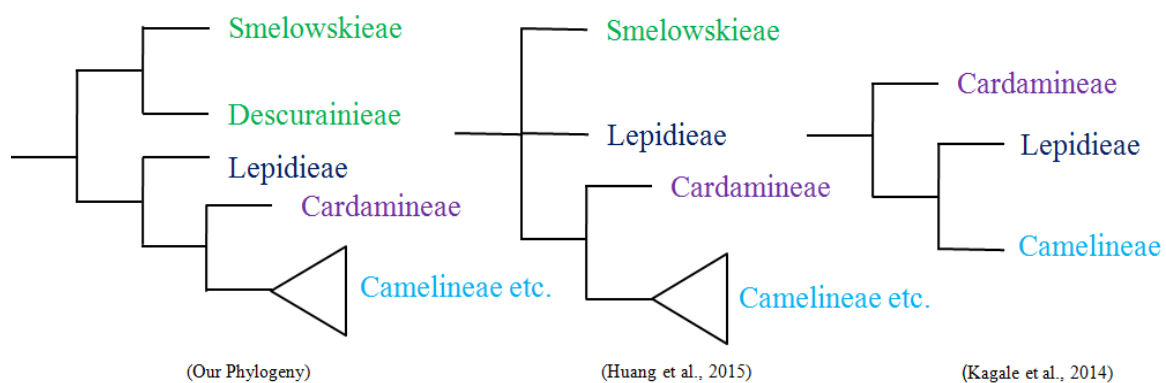 Smelowskieae
Descurainieae
Lepidieae
Cardamineae
Camelineae etc.
(Our Phylogeny)
Smelowskieae
Lepidieae
Cardamineae
Camelineae etc.
(Huang et al., 2015)
Cardamineae
Lepidieae
Camelineae
(Kagale et al., 2014)